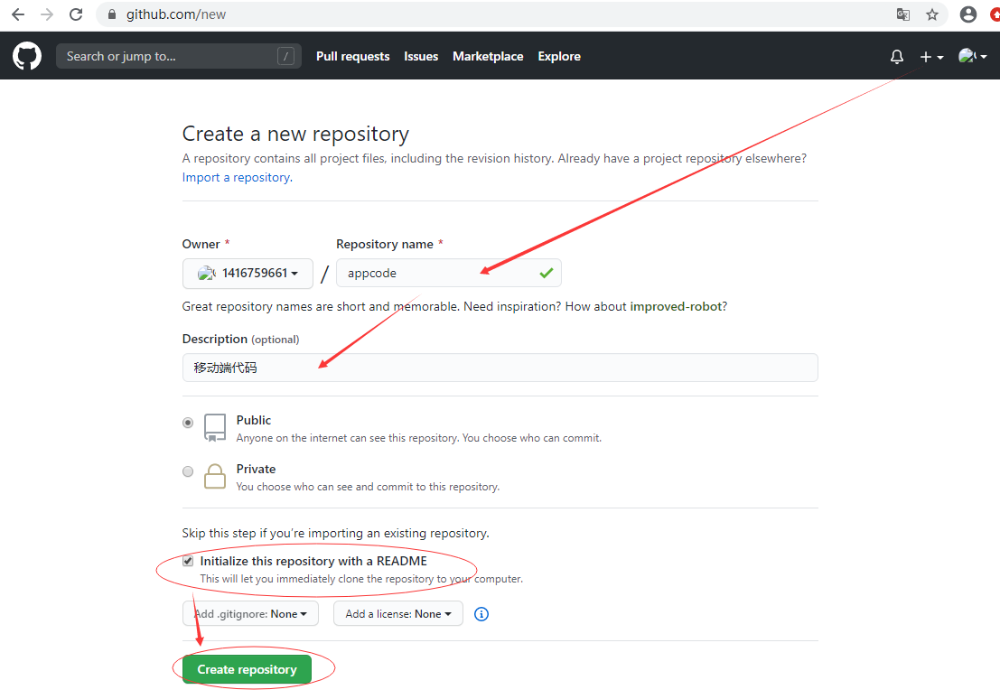 github.com/new
Search or jump to... / Pull requests Issues Marketplace Explore
Create a new repository
A repository contains all project files, including the revision history. Already have a project repository elsewhere?
Import a repository.
Owner * Repository name *
1416759661 / appcode
Great repository names are short and memorable. Need inspiration? How about improved-robot?
Description (optional)
移动端代码
Public
Anyone on the internet can see this repository. You choose who can commit.
Private
You choose who can see and commit to this repository.
Skip this step if you're importing an existing repository.
Initialize this repository with a README
This will let you immediately clone the repository to your computer.
Add .gitignore: None Add a license: None
Create repository